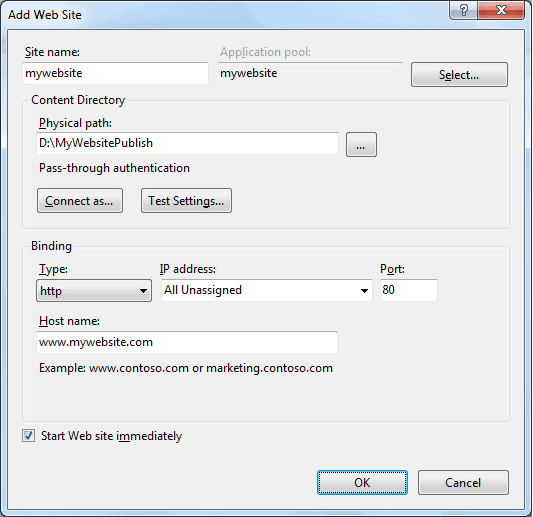 Add Web Site
?
Site name:
Application pool:
mywebsite
mywebsite
Select...
Content Directory
Physical path:
D:\MyWebsitePublish
...
Pass-through authentication
Connect as...
Test Settings...
Binding
Type:
IP address:
Port:
http
All Unassigned
80
Host name:
www.mywebsite.com
Example: www.contoso.com or marketing.contoso.com
Start Web site immediately
OK
Cancel